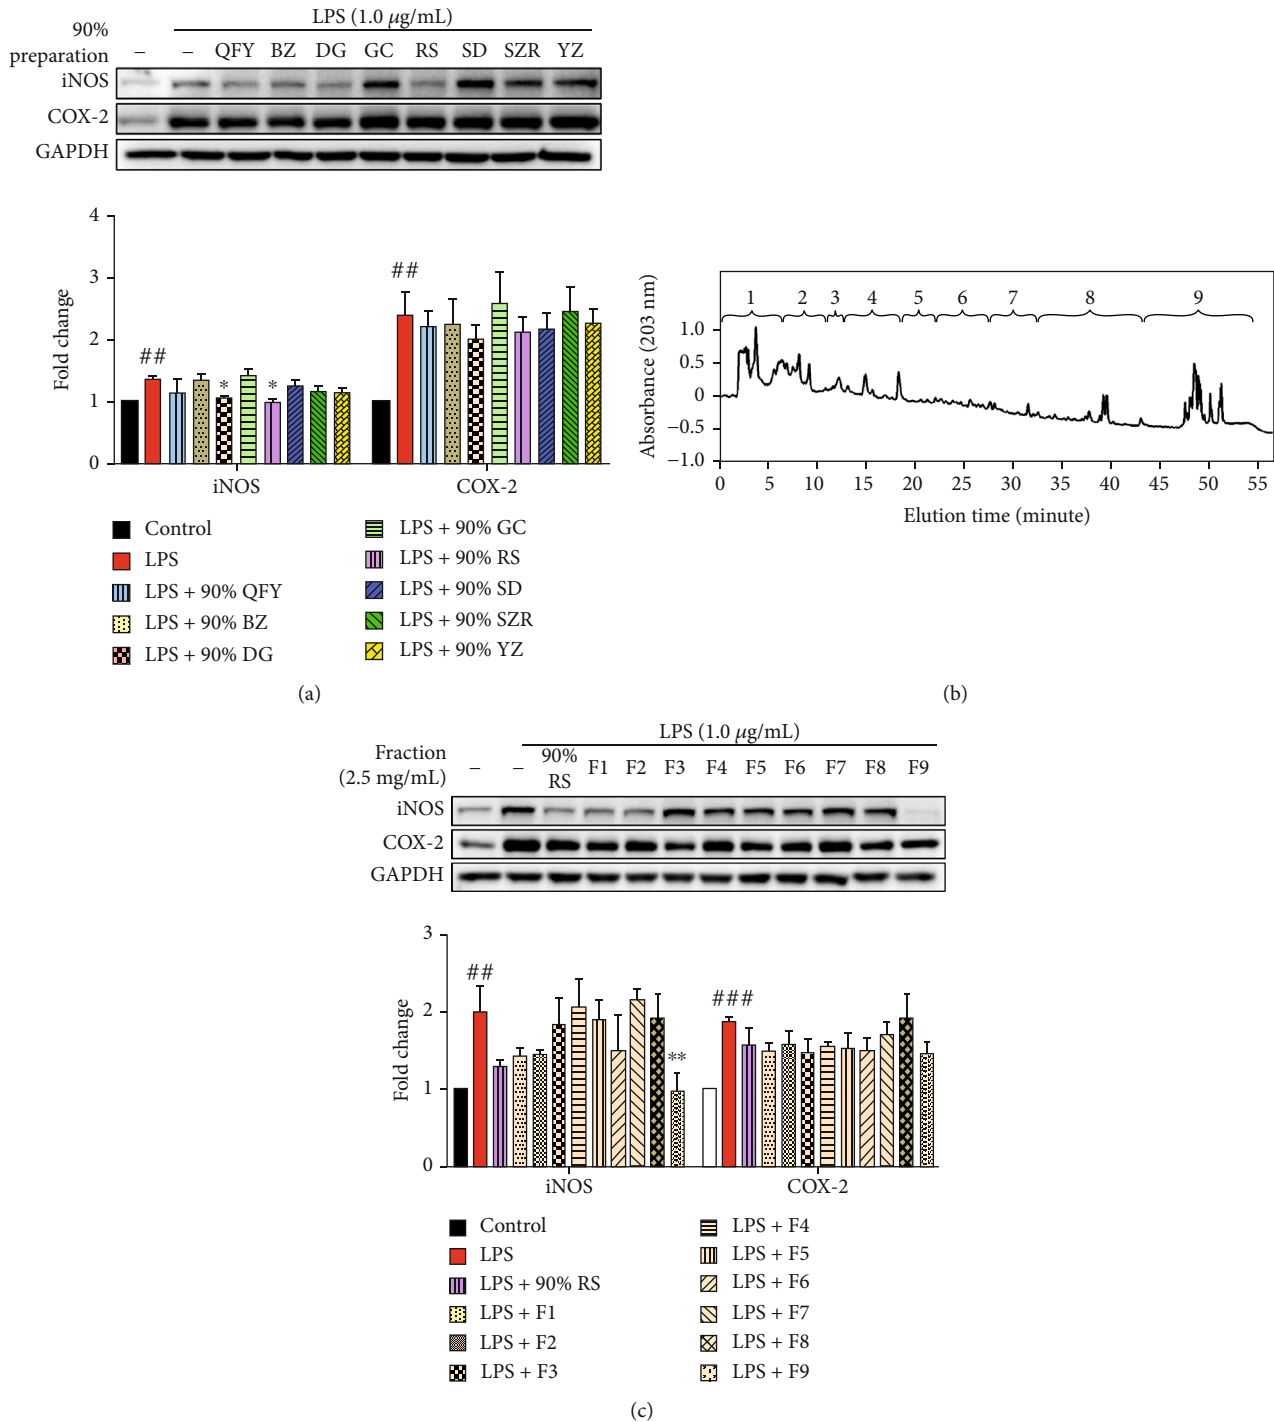 LPS (1.0 μg/mL)
90% preparation – – QFY BZ DG GC RS SD SZR YZ
iNOS
COX-2
GAPDH
4
3
2
1
0
Fold change
##
*
*
##
iNOS COX-2
Control
LPS
LPS + 90% QFY
LPS + 90% BZ
LPS + 90% DG
LPS + 90% GC
LPS + 90% RS
LPS + 90% SD
LPS + 90% SZR
LPS + 90% YZ
(a)
1 2 3 4 5 6 7 8 9
Absorbance (203 nm)
1.0
0.5
0
−0.5
−1.0
0 5 10 15 20 25 30 35 40 45 50 55
Elution time (minute)
(b)
LPS (1.0 μg/mL)
Fraction
(2.5 mg/mL) – – 90% RS F1 F2 F3 F4 F5 F6 F7 F8 F9
iNOS
COX-2
GAPDH
3
2
1
0
Fold change
##
**
###
iNOS COX-2
Control
LPS
LPS + 90% RS
LPS + F1
LPS + F2
LPS + F3
LPS + F4
LPS + F5
LPS + F6
LPS + F7
LPS + F8
LPS + F9
(c)